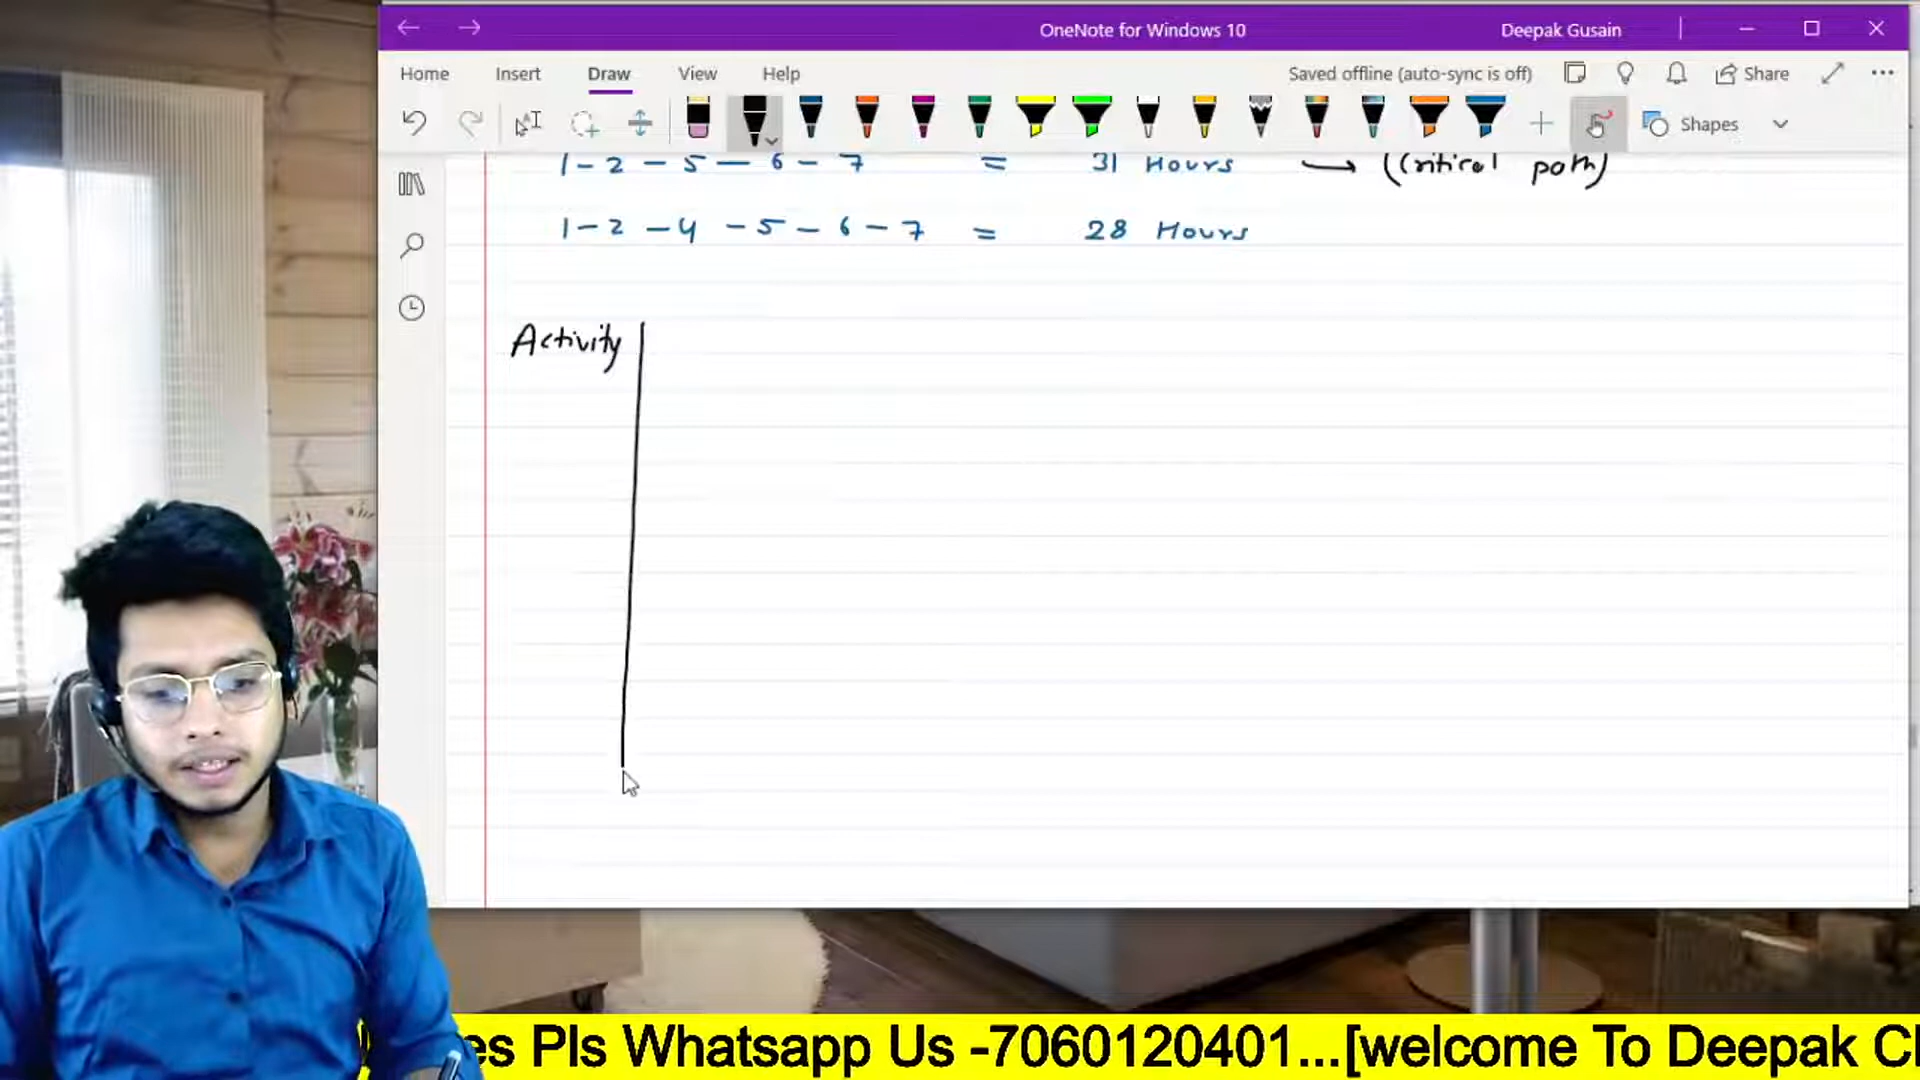 OneNote for Windows 10
Deepak Gusain
Home Insert Draw View Help
Saved offline (auto-sync is off) Share
Shapes
1 - 2 - 5 - 6 - 7 = 31 Hours → (Critical path)
1 - 2 - 4 - 5 - 6 - 7 = 28 Hours
Activity
es Pls Whatsapp Us -7060120401...[welcome To Deepak Cl